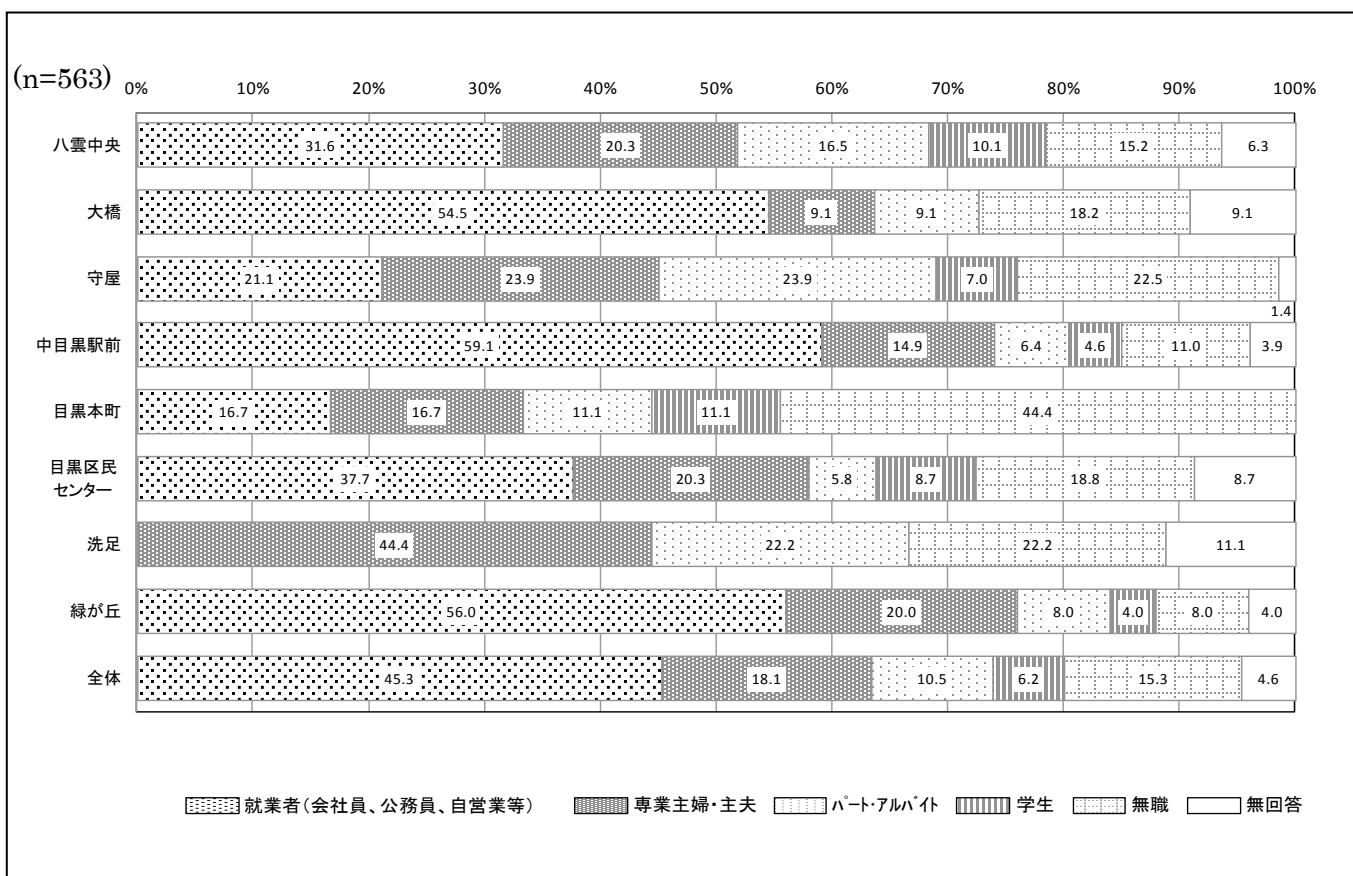 (n=563)
0% 10% 20% 30% 40% 50% 60% 70% 80% 90% 100%
八雲中央 31.6 20.3 16.5 10.1 15.2 6.3
大橋 54.5 9.1 9.1 18.2 9.1
守屋 21.1 23.9 23.9 7.0 22.5
1.4
中目黒駅前 59.1 14.9 6.4 4.6 11.0 3.9
目黒本町 16.7 16.7 11.1 11.1 44.4
目黒区民
センター 37.7 20.3 5.8 8.7 18.8 8.7
洗足 44.4 22.2 22.2 11.1
緑が丘 56.0 20.0 8.0 4.0 8.0 4.0
全体 45.3 18.1 10.5 6.2 15.3 4.6
就業者(会社員、公務員、自営業等) 専業主婦・主夫 ﾊﾟｰﾄ・ｱﾙﾊﾞｲﾄ 学生 無職 無回答